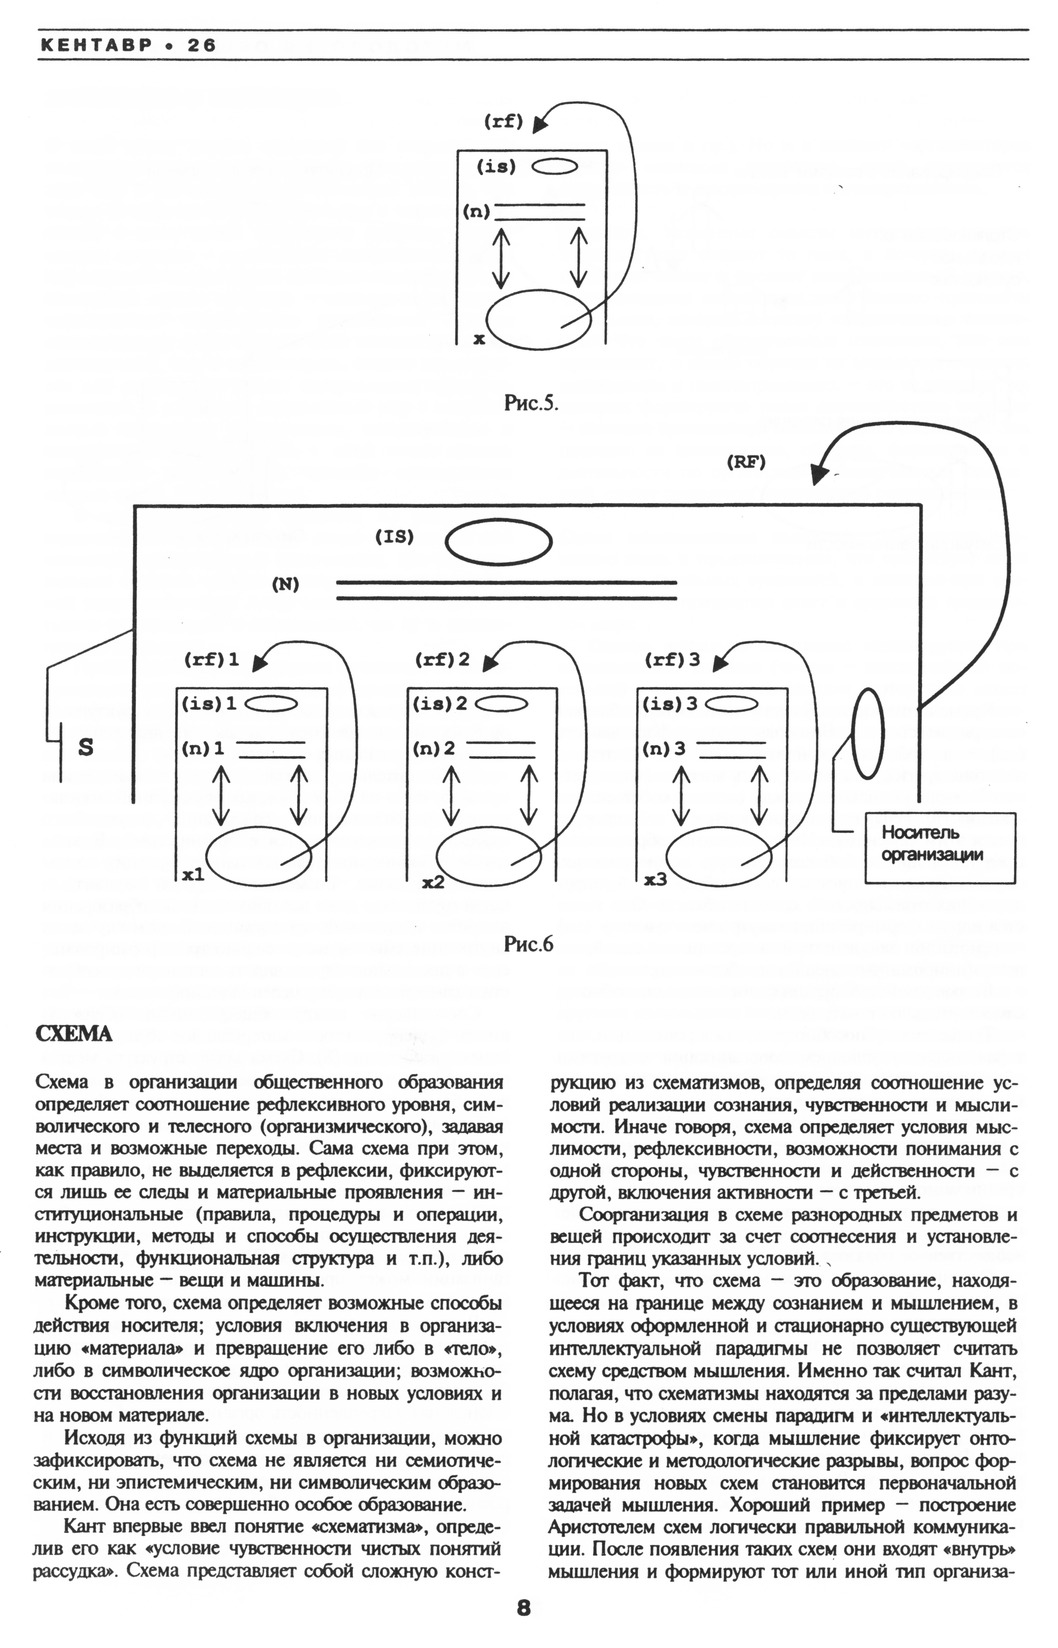 КЕНТАВР • 26
(rf)
(is)
(n)
x
Рис.5.
(RF)
(IS)
(N)
(rf)1
(rf)2
(rf)3
(is)1
(is)2
(is)3
(n)1
(n)2
(n)3
S
Носитель
организации
x1
x2
x3
Рис.6
СХЕМА
Схема в организации общественного образования
определяет соотношение рефлексивного уровня, сим-
волического и телесного (организмического), задавая
места и возможные переходы. Сама схема при этом,
как правило, не выделяется в рефлексии, фиксируют-
ся лишь ее следы и материальные проявления — ин-
ституциональные (правила, процедуры и операции,
инструкции, методы и способы осуществления дея-
тельности, функциональная структура и т.п.), либо
материальные — вещи и машины.
Кроме того, схема определяет возможные способы
действия носителя; условия включения в организа-
цию «материала» и превращение его либо в «тело»,
либо в символическое ядро организации; возможно-
сти восстановления организации в новых условиях и
на новом материале.
Исходя из функций схемы в организации, можно
зафиксировать, что схема не является ни семиотиче-
ским, ни эпистемическим, ни символическим образо-
ванием. Она есть совершенно особое образование.
Кант впервые ввел понятие «схематизма», опреде-
лив его как «условие чувственности чистых понятий
рассудка». Схема представляет собой сложную конст-
рукцию из схематизмов, определяя соотношение ус-
ловий реализации сознания, чувственности и мысли-
мости. Иначе говоря, схема определяет условия мыс-
лимости, рефлексивности, возможности понимания с
одной стороны, чувственности и действенности — с
другой, включения активности — с третьей.
Соорганизация в схеме разнородных предметов и
вещей происходит за счет соотнесения и установле-
ния границ указанных условий.
Тот факт, что схема — это образование, находя-
щееся на границе между сознанием и мышлением, в
условиях оформленной и стационарно существующей
интеллектуальной парадигмы не позволяет считать
схему средством мышления. Именно так считал Кант,
полагая, что схематизмы находятся за пределами разу-
ма. Но в условиях смены парадигм и «интеллектуаль-
ной катастрофы», когда мышление фиксирует онто-
логические и методологические разрывы, вопрос фор-
мирования новых схем становится первоначальной
задачей мышления. Хороший пример — построение
Аристотелем схем логически правильной коммуника-
ции. После появления таких схем они входят «внутрь»
мышления и формируют тот или иной тип организа-
8